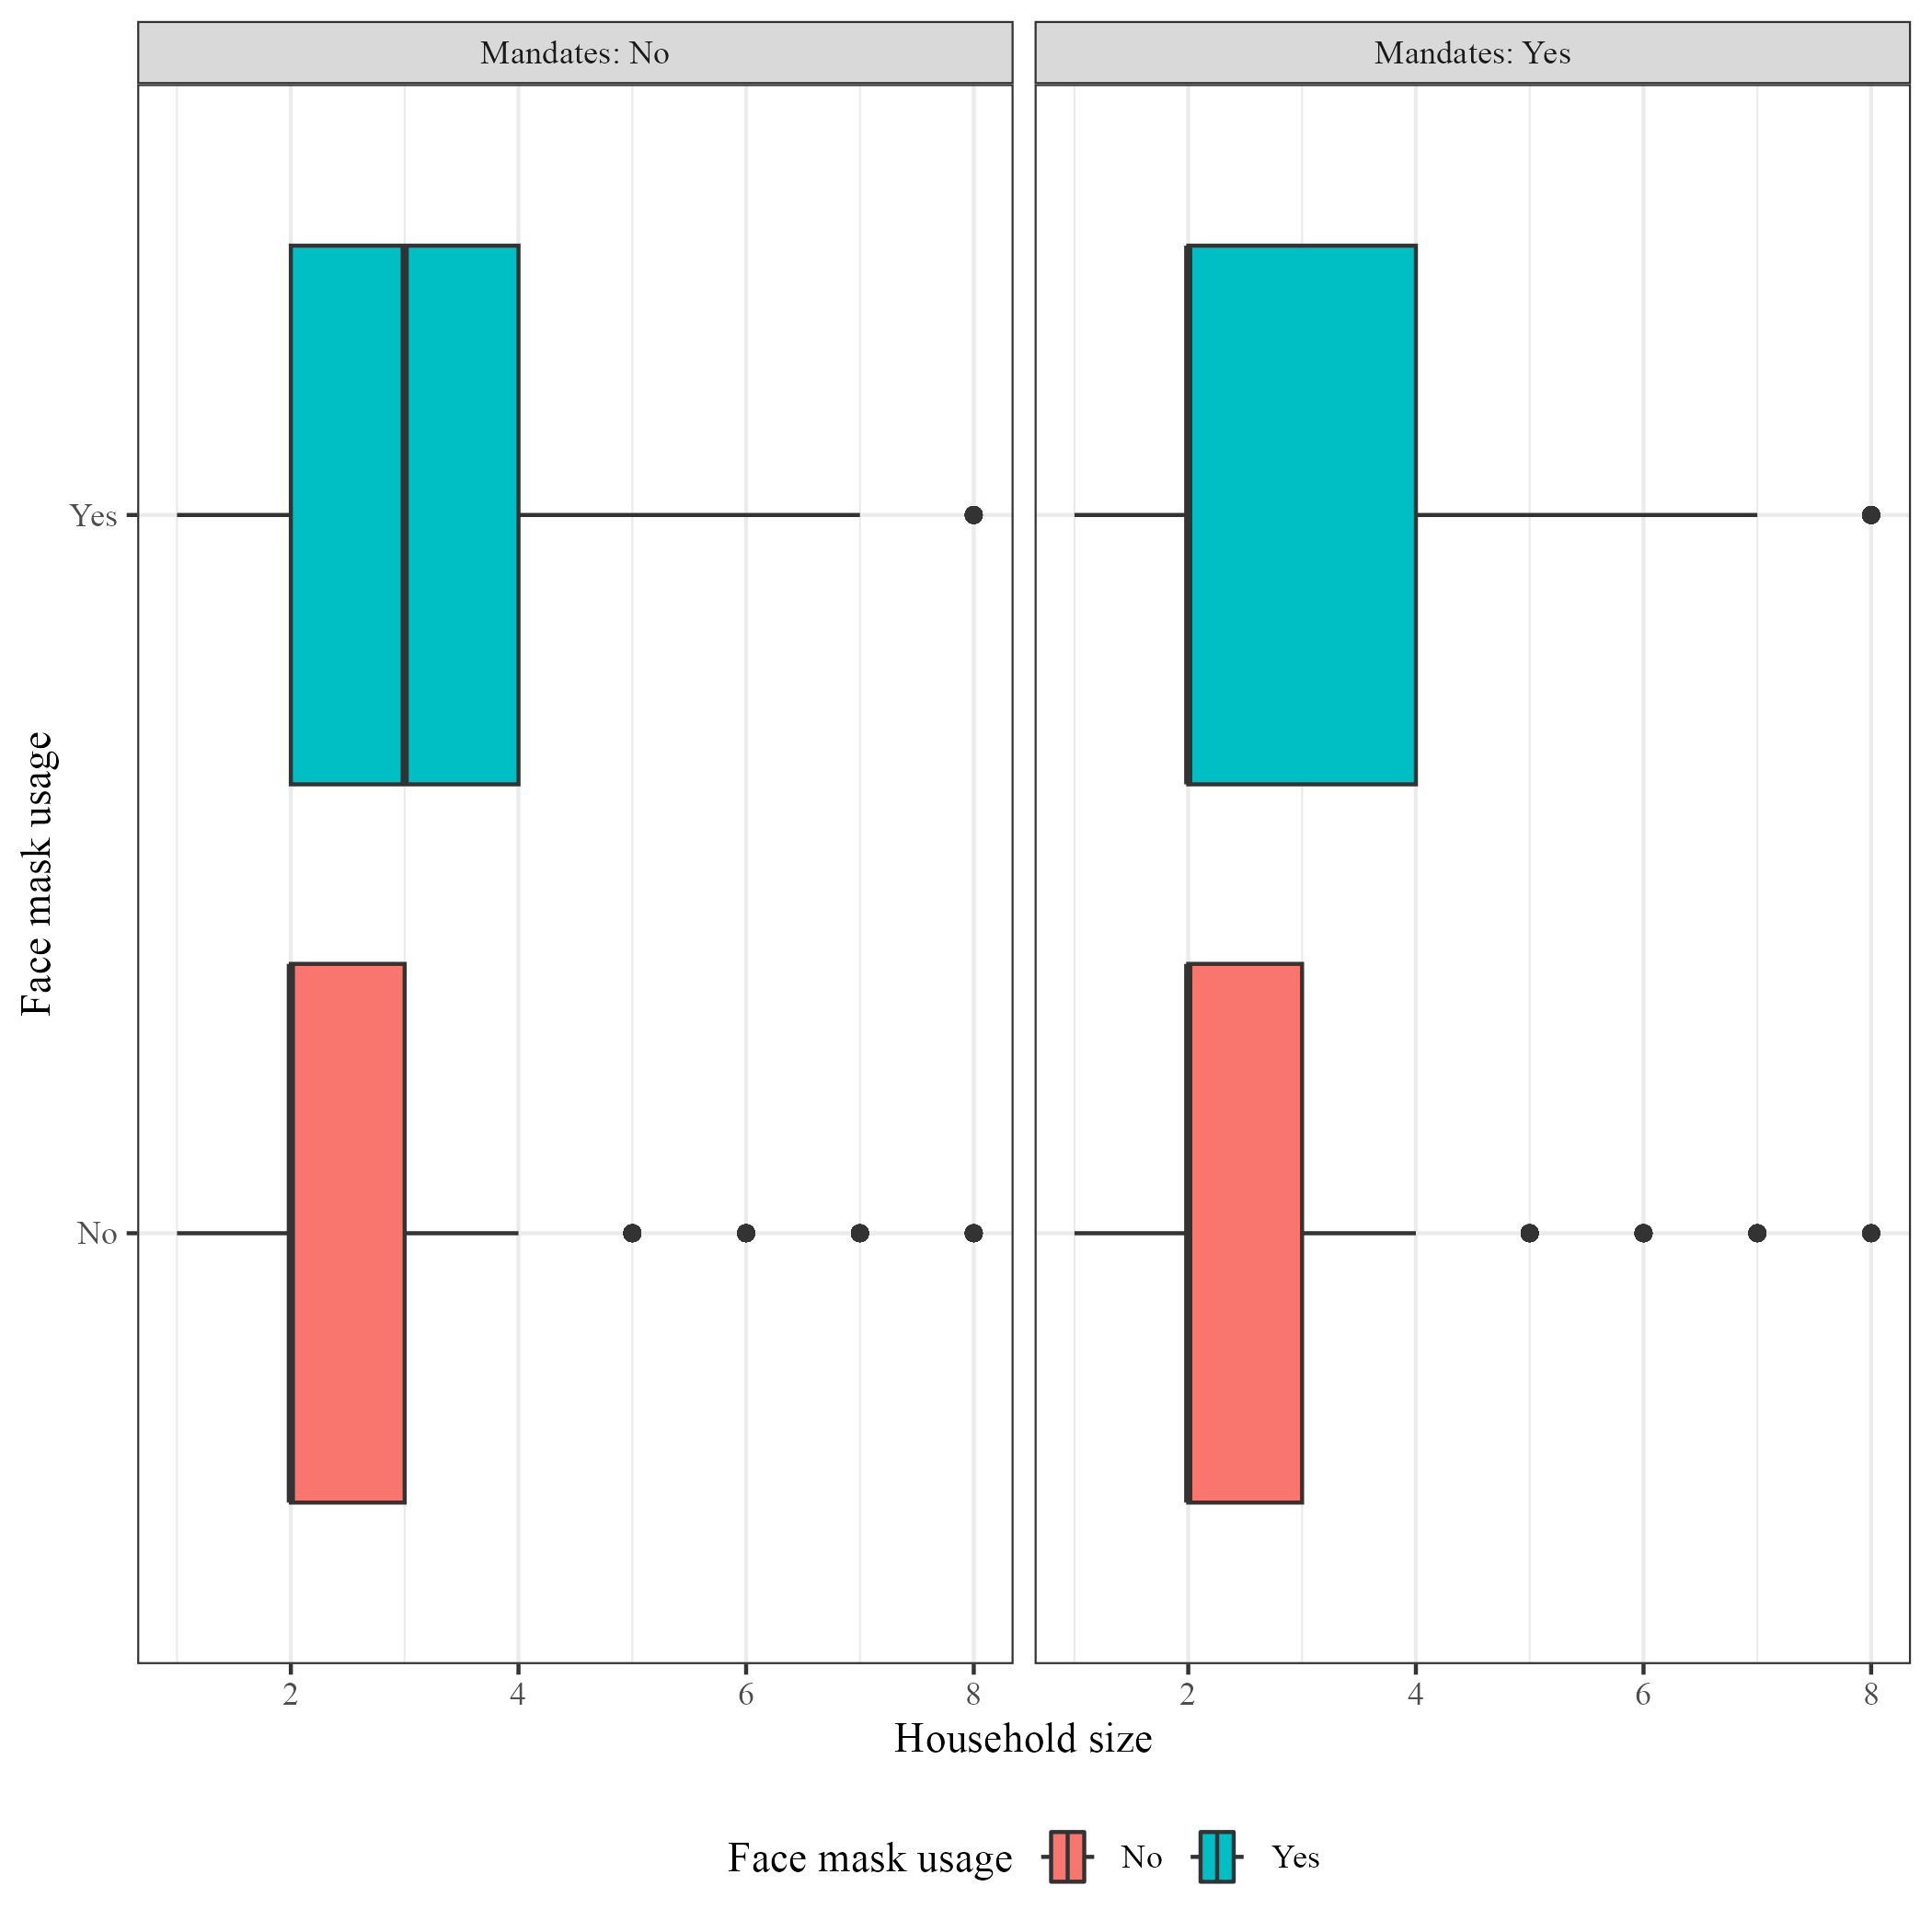 Mandates: No
Mandates: Yes
Face mask usage
Yes
No
2 4 6 8
2 4 6 8
Household size
Face mask usage No Yes